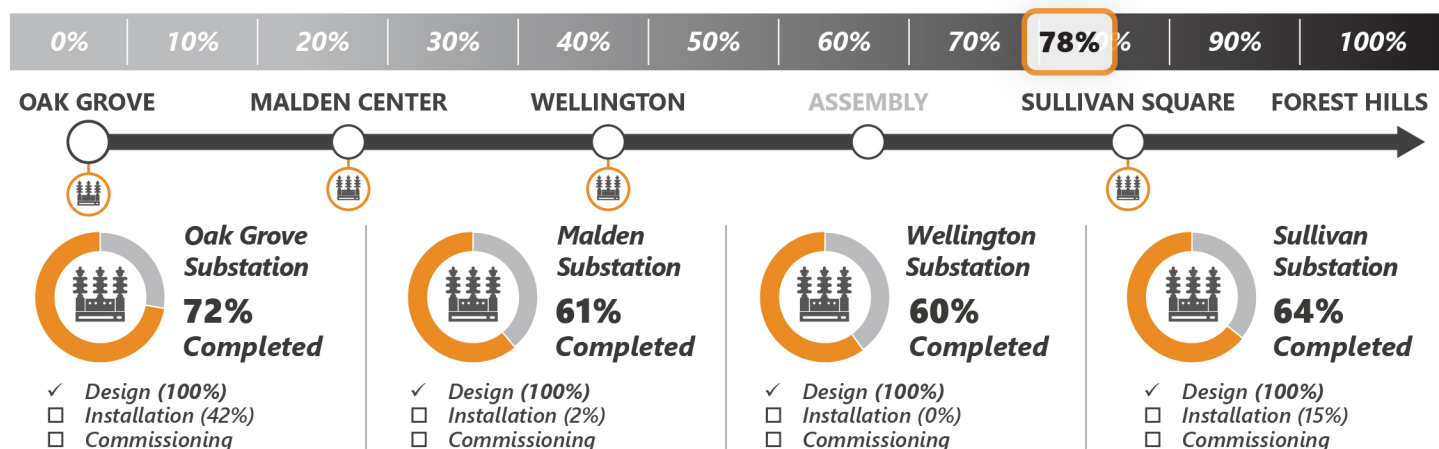 0% 10% 20% 30% 40% 50% 60% 70% 78% 90% 100%
OAK GROVE MALDEN CENTER WELLINGTON ASSEMBLY SULLIVAN SQUARE FOREST HILLS
Oak Grove
Substation
72%
Completed
✓ Design (100%)
☐ Installation (42%)
☐ Commissioning
Malden
Substation
61%
Completed
✓ Design (100%)
☐ Installation (2%)
☐ Commissioning
Wellington
Substation
60%
Completed
✓ Design (100%)
☐ Installation (0%)
☐ Commissioning
Sullivan
Substation
64%
Completed
✓ Design (100%)
☐ Installation (15%)
☐ Commissioning